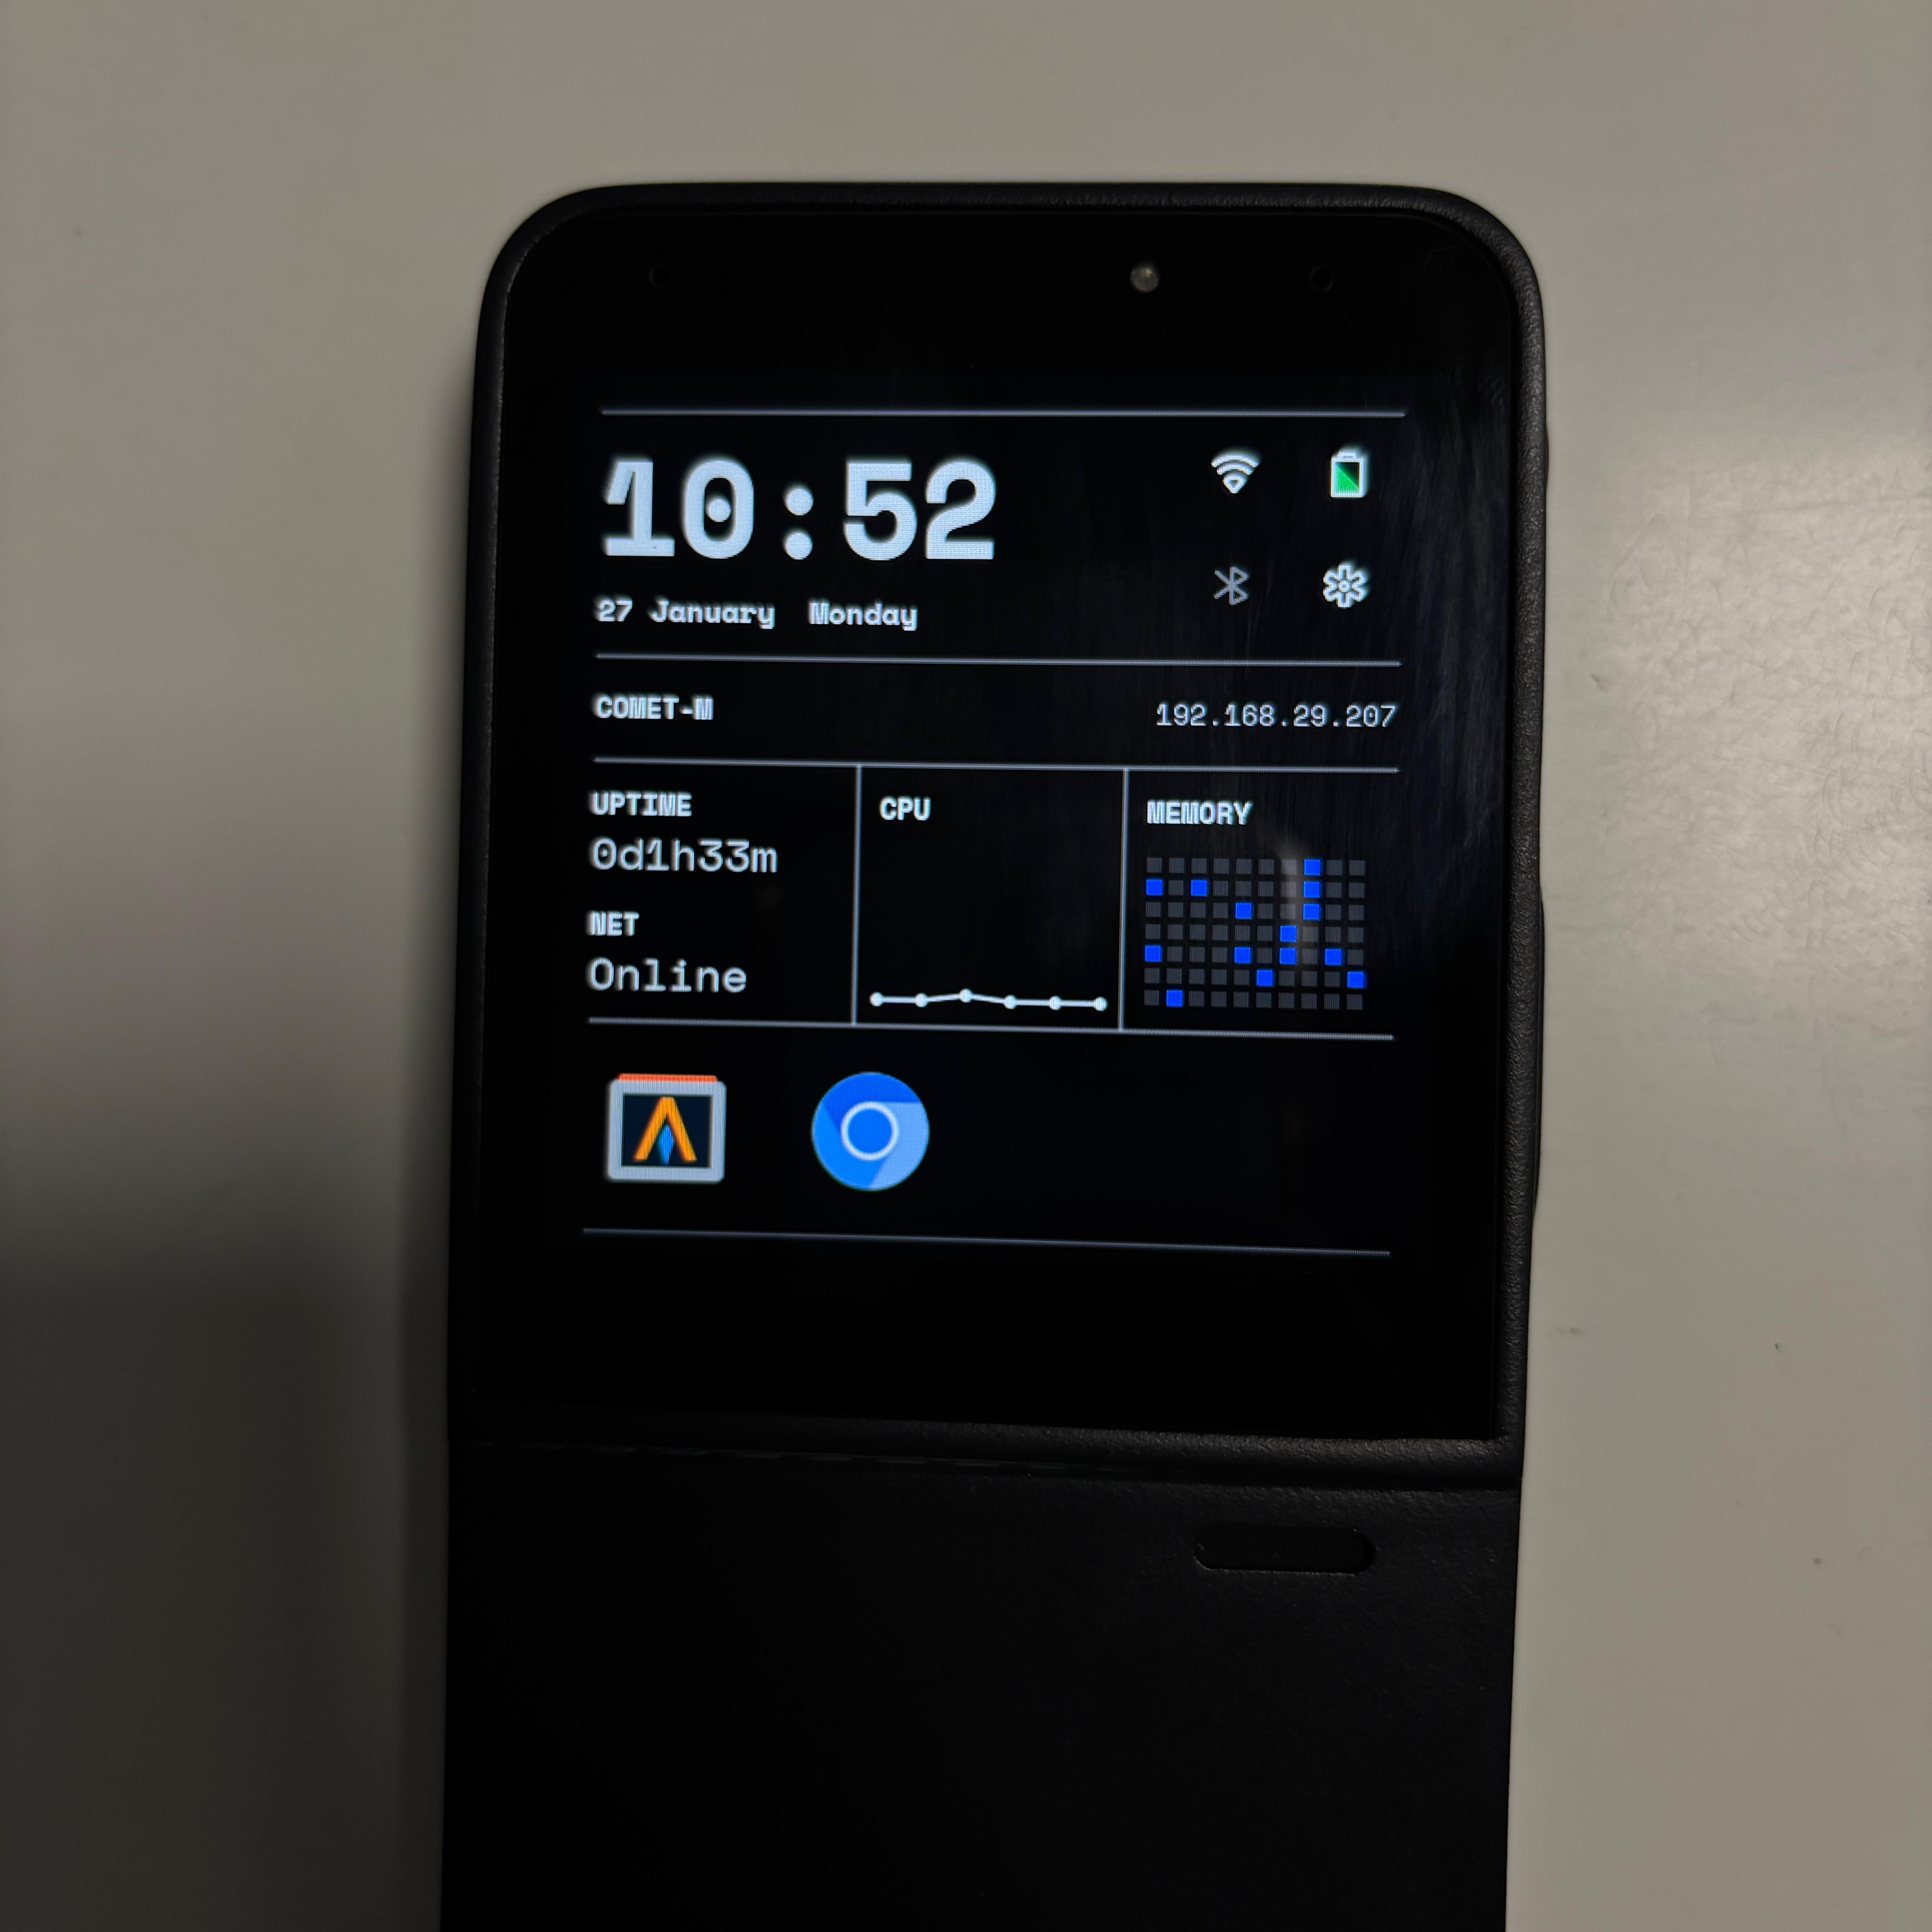 10:52
27 January Monday
COMET-M 192.168.29.207
UPTIME
0d1h33m
NET
Online
CPU
MEMORY